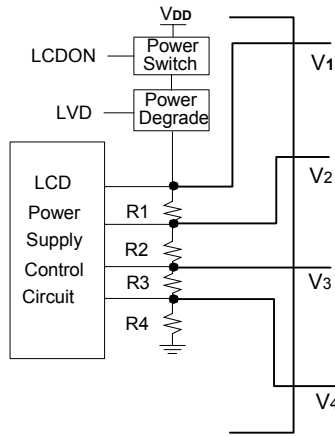 VDD
LCDON
Power
Switch
V1
LVD
Power
Degrade
V2
LCD
Power
Supply
Control
Circuit
R1
R2
R3
R4
V3
V4